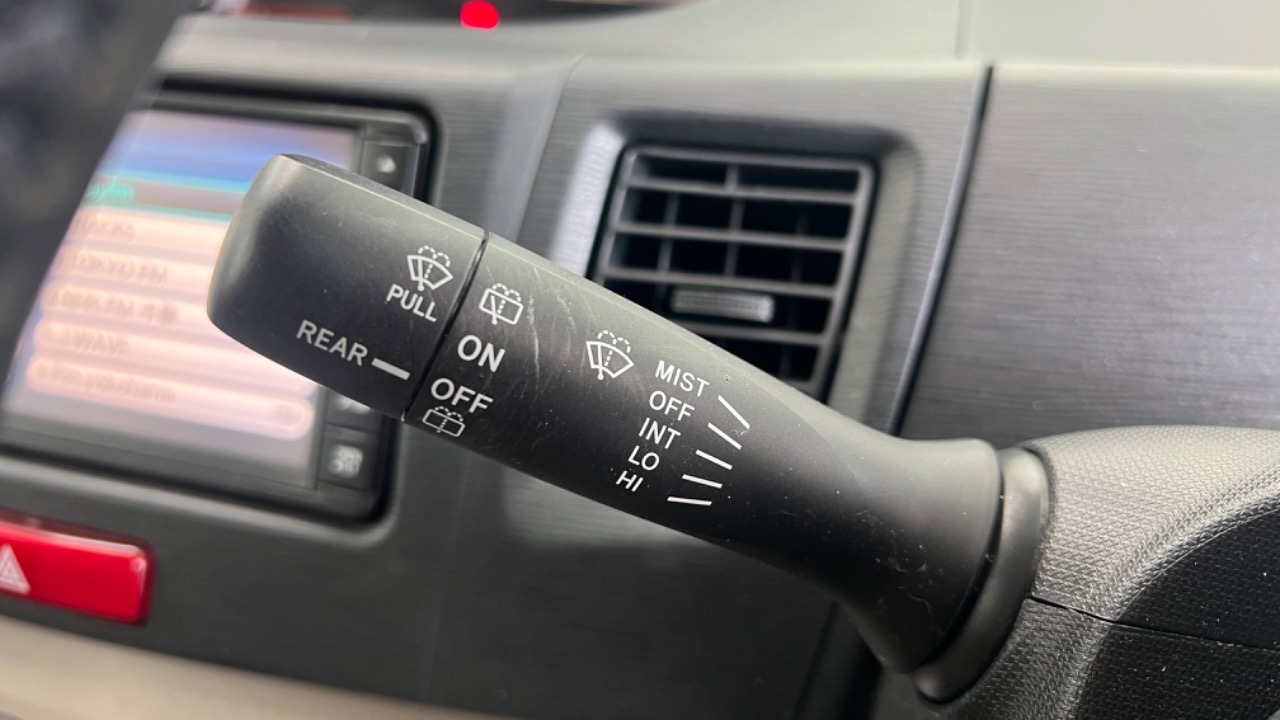 PULL
REAR
ON
OFF
MIST
OFF
INT
LO
HI